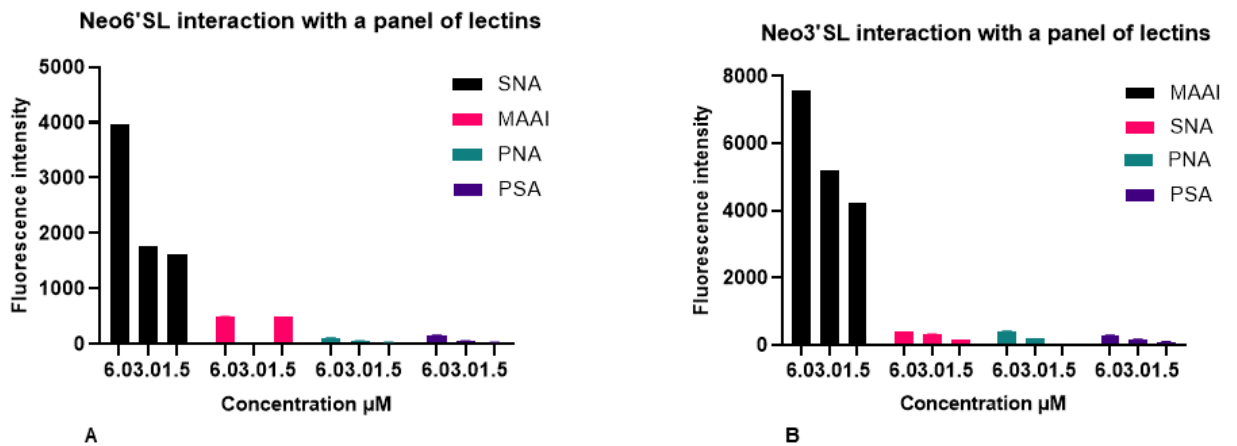 Neo6'SL interaction with a panel of lectins
5000
4000
3000
2000
1000
0
Fluorescence intensity
SNA
MAAI
PNA
PSA
6.03.01.5 6.03.01.5 6.03.01.5 6.03.01.5
Concentration μM
A
Neo3'SL interaction with a panel of lectins
8000
6000
4000
2000
0
Fluorescence intensity
MAAI
SNA
PNA
PSA
6.03.01.5 6.03.01.5 6.03.01.5 6.03.01.5
Concentration μM
B